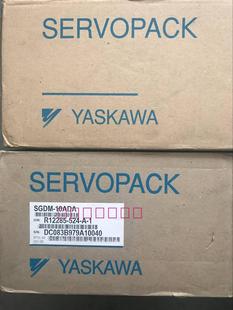 SERVOPACK
YASKAWA
SERVOPACK
YASKAWA
SGDM-10ADA
R12285-524-A-1
S/N DC083B979A10040